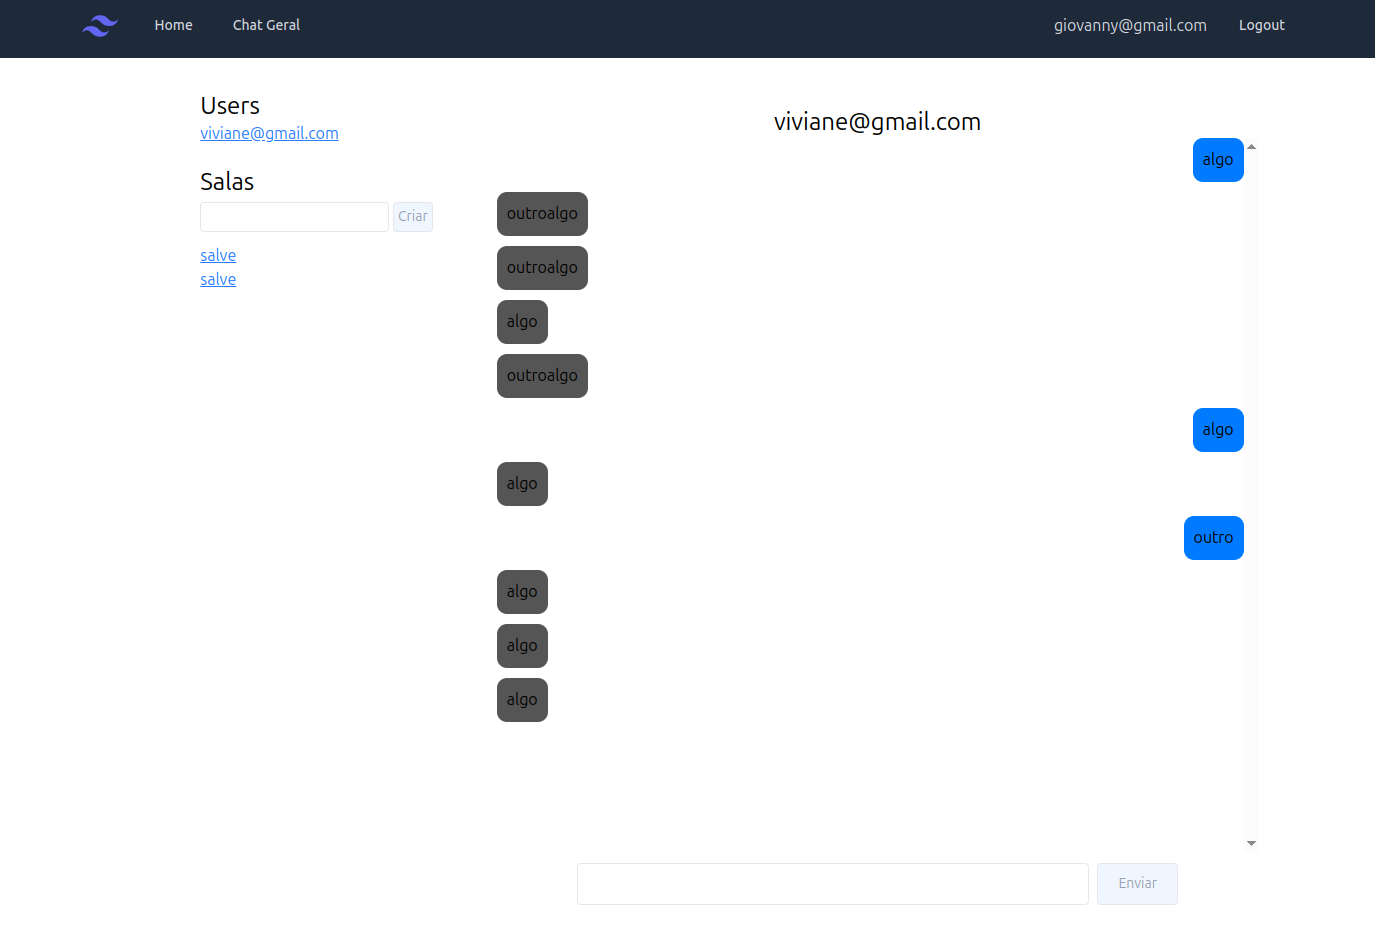 Home
Chat Geral
giovanny@gmail.com
Logout
Users
viviane@gmail.com
Salas
Criar
salve
salve
viviane@gmail.com
algo
outroalgo
outroalgo
algo
outroalgo
algo
algo
outro
algo
algo
algo
Enviar